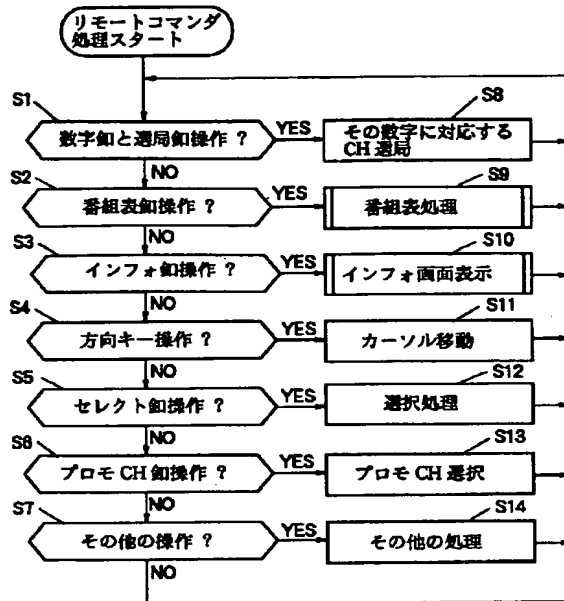 リモートコマンダ
処理スタート
S1
数字釦と選局釦操作 ?
YES
S8
その数字に対応する
CH 選局
NO
S2
番組表釦操作 ?
YES
S9
番組表処理
NO
S3
インフォ釦操作 ?
YES
S10
インフォ画面表示
NO
S4
方向キー操作 ?
YES
S11
カーソル移動
NO
S5
セレクト釦操作 ?
YES
S12
選択処理
NO
S6
プロモ CH 釦操作 ?
YES
S13
プロモ CH 選択
NO
S7
その他の操作 ?
YES
S14
その他の処理
NO